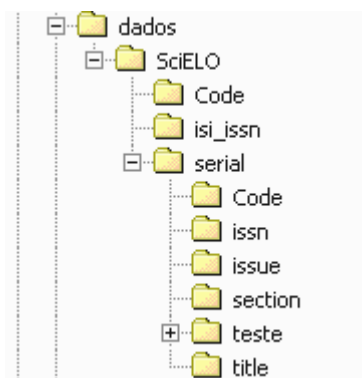 dados
SciELO
Code
isi_issn
serial
Code
issn
issue
section
teste
title